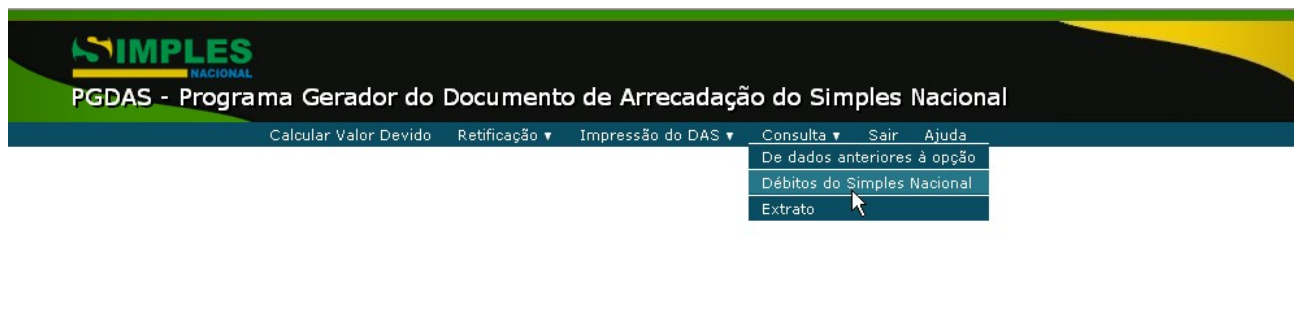 SIMPLES
NACIONAL
PGDAS - Programa Gerador do Documento de Arrecadação do Simples Nacional
Calcular Valor Devido Retificação ▾ Impressão do DAS ▾ Consulta ▾ Sair Ajuda
De dados anteriores à opção
Débitos do Simples Nacional
Extrato